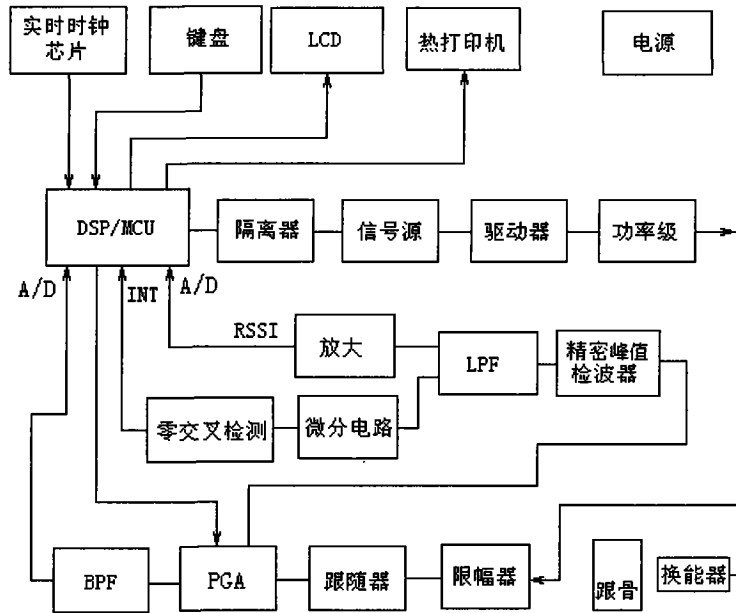 实时时钟
芯片
键盘
LCD
热打印机
电源
DSP/MCU
隔离器
信号源
驱动器
功率级
A/D
INT
A/D
RSSI
放大
LPF
精密峰值
检波器
零交叉检测
微分电路
BPF
PGA
跟随器
限幅器
跟骨
换能器